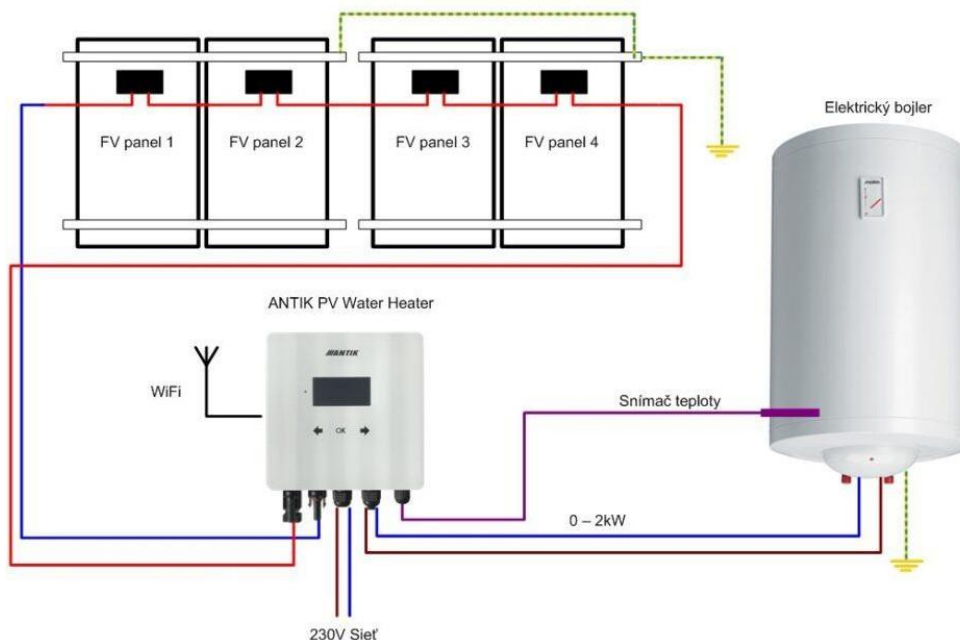 FV panel 1
FV panel 2
FV panel 3
FV panel 4
Elektrický bojler
ANTIK PV Water Heater
ANTIK
WiFi
OK
Snímač teploty
0 – 2kW
230V Sieť